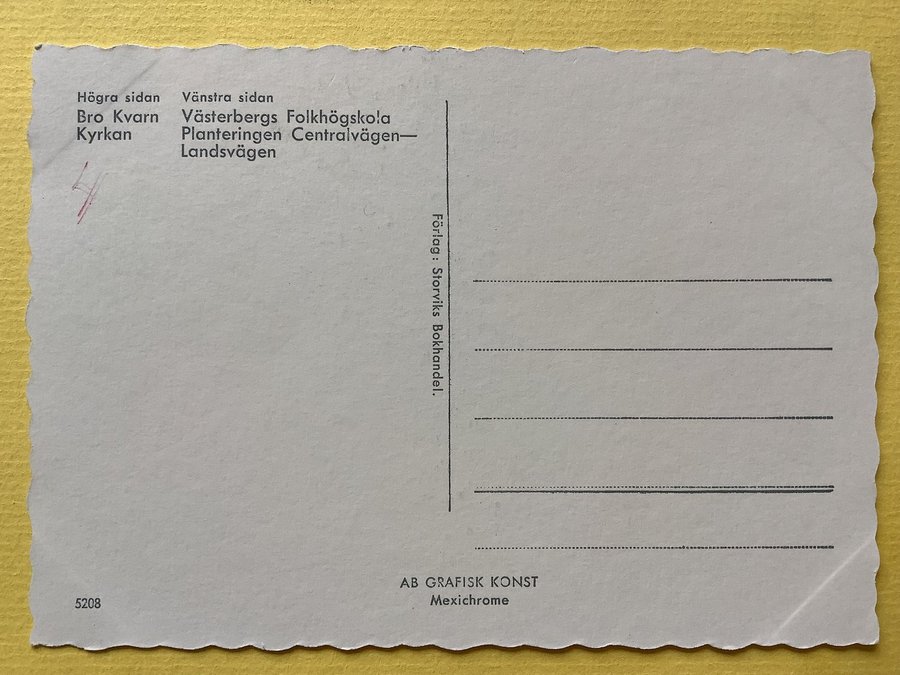 Högra sidan Vänstra sidan
Bro Kvarn Västerbergs Folkhögskola
Kyrkan Planteringen Centralvägen—
Landsvägen
4
Förlag: Storviks Bokhandel.
AB GRAFISK KONST
Mexichrome
5208